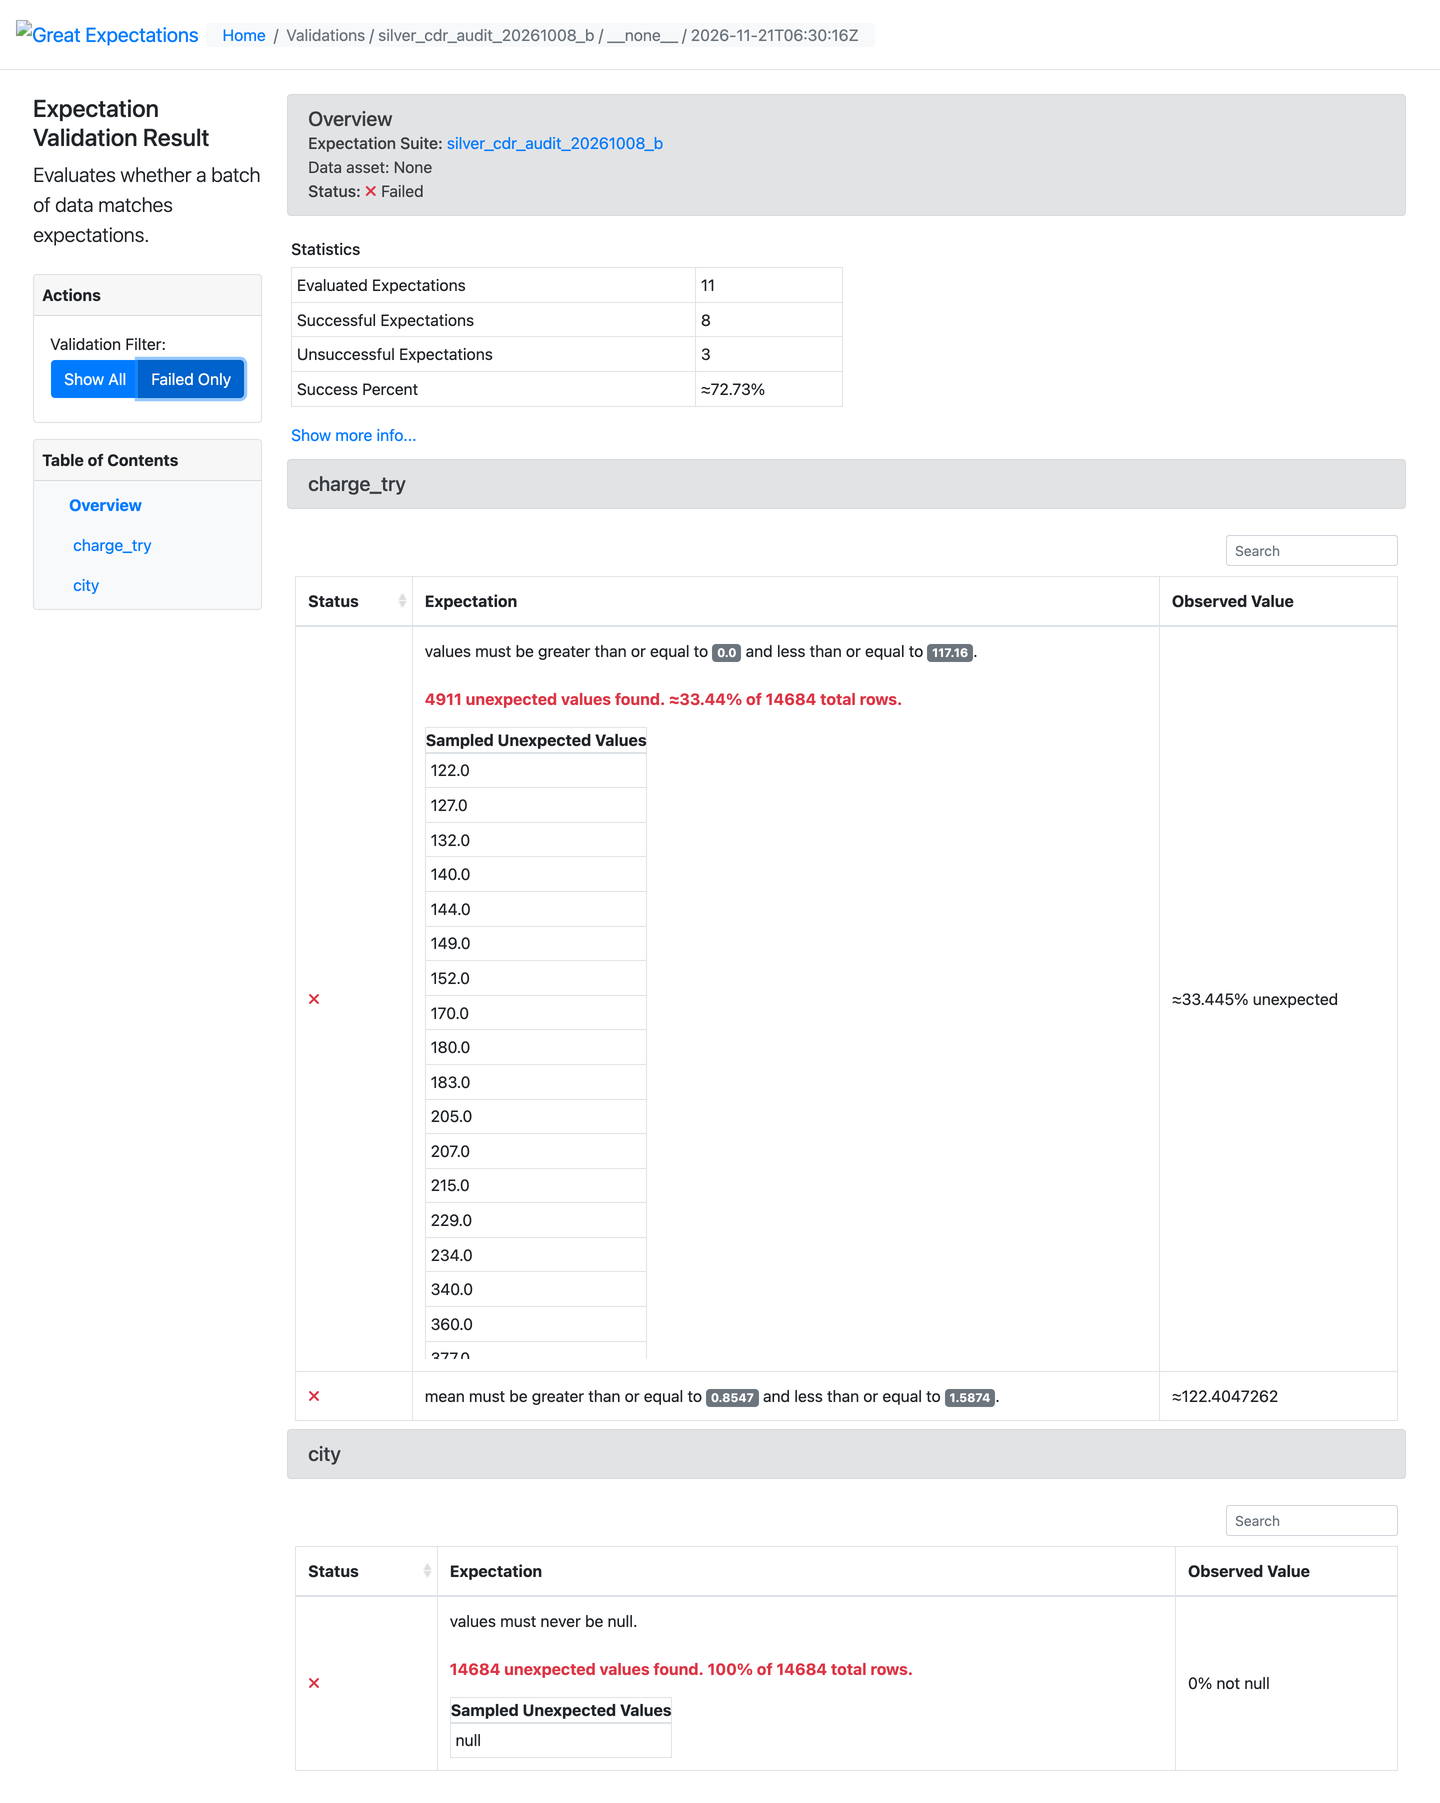 Great Expectations Home / Validations / silver_cdr_audit_20261008_b / __none__ / 2026-11-21T06:30:16Z
Expectation
Validation Result
Evaluates whether a batch
of data matches
expectations.
Actions
Validation Filter:
Show All Failed Only
Table of Contents
Overview
charge_try
city
Overview
Expectation Suite: silver_cdr_audit_20261008_b
Data asset: None
Status: ✕ Failed
Statistics
Evaluated Expectations 11
Successful Expectations 8
Unsuccessful Expectations 3
Success Percent ≈72.73%
Show more info...
charge_try
Search
Status Expectation Observed Value
values must be greater than or equal to 0.0 and less than or equal to 117.16.
4911 unexpected values found. ≈33.44% of 14684 total rows.
Sampled Unexpected Values
122.0
127.0
132.0
140.0
144.0
149.0
152.0
170.0
180.0
183.0
205.0
207.0
215.0
229.0
234.0
340.0
360.0
377.0
✕ ≈33.445% unexpected
✕ mean must be greater than or equal to 0.8547 and less than or equal to 1.5874. ≈122.4047262
city
Search
Status Expectation Observed Value
values must never be null.
14684 unexpected values found. 100% of 14684 total rows.
✕ 0% not null
Sampled Unexpected Values
null